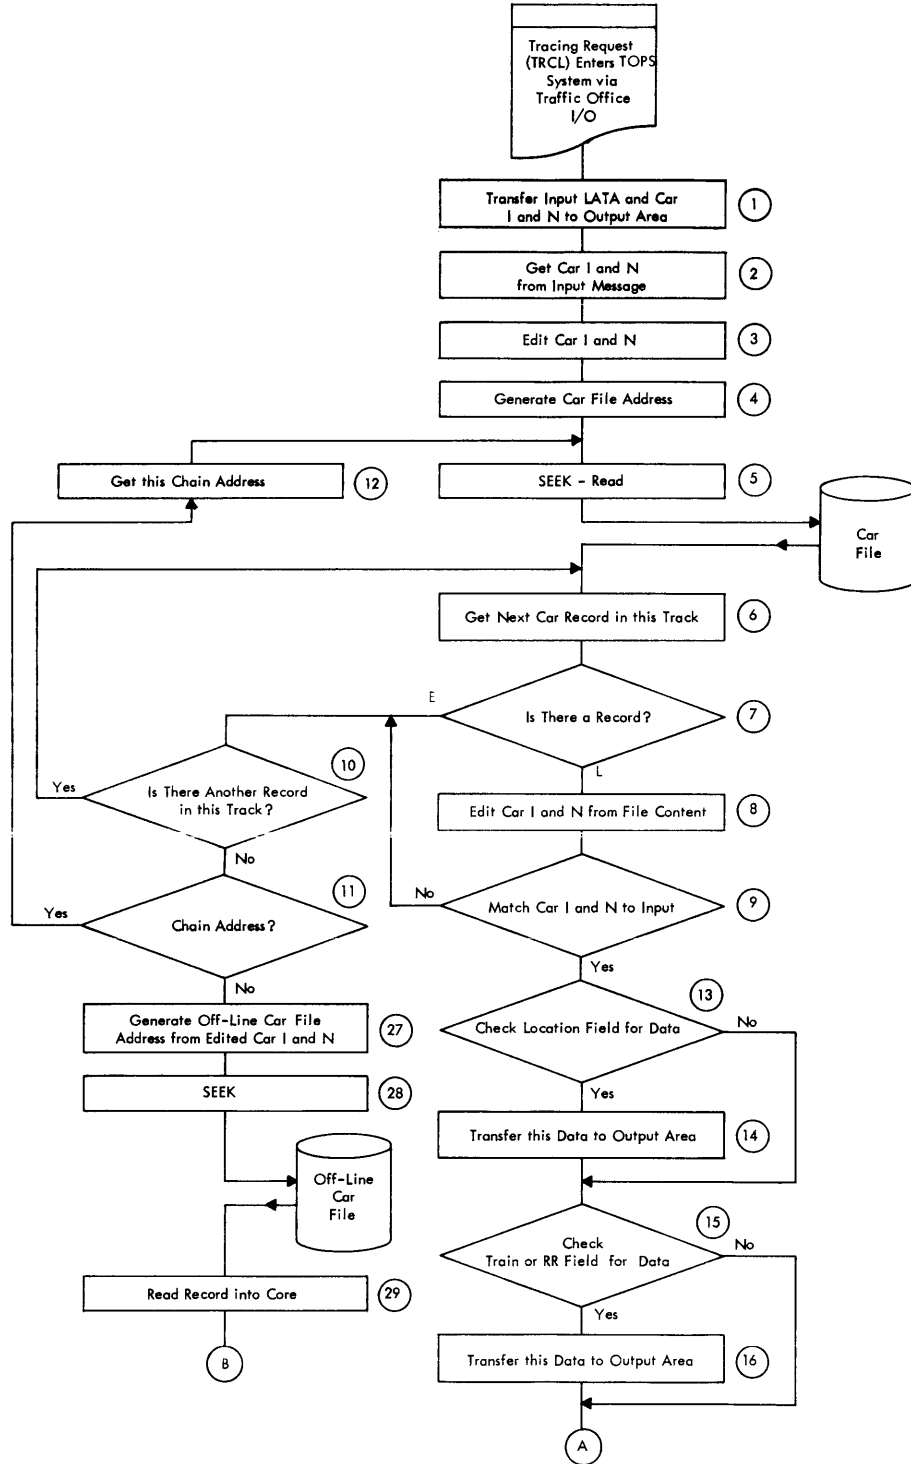 Tracing Request
(TRCL) Enters TOPS
System via
Traffic Office
I/O
Transfer Input LATA and Car
I and N to Output Area
1
Get Car I and N
from Input Message
2
Edit Car I and N
3
Generate Car File Address
4
Get this Chain Address
12
SEEK - Read
5
Car
File
Get Next Car Record in this Track
6
E
Is There a Record?
7
L
10
Yes
Is There Another Record
in this Track?
No
Edit Car I and N from File Content
8
11
Yes
Chain Address?
No
No
Match Car I and N to Input
9
Yes
Generate Off-Line Car File
Address from Edited Car I and N
27
13
Check Location Field for Data
No
Yes
SEEK
28
Transfer this Data to Output Area
14
Off-Line
Car
File
15
Check
Train or RR Field for Data
No
Yes
Read Record into Core
29
Transfer this Data to Output Area
16
B
A